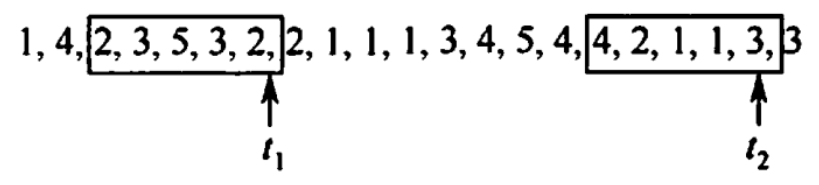 1, 4, 2, 3, 5, 3, 2, 2, 1, 1, 1, 3, 4, 5, 4, 4, 2, 1, 1, 3, 3
t₁ t₂